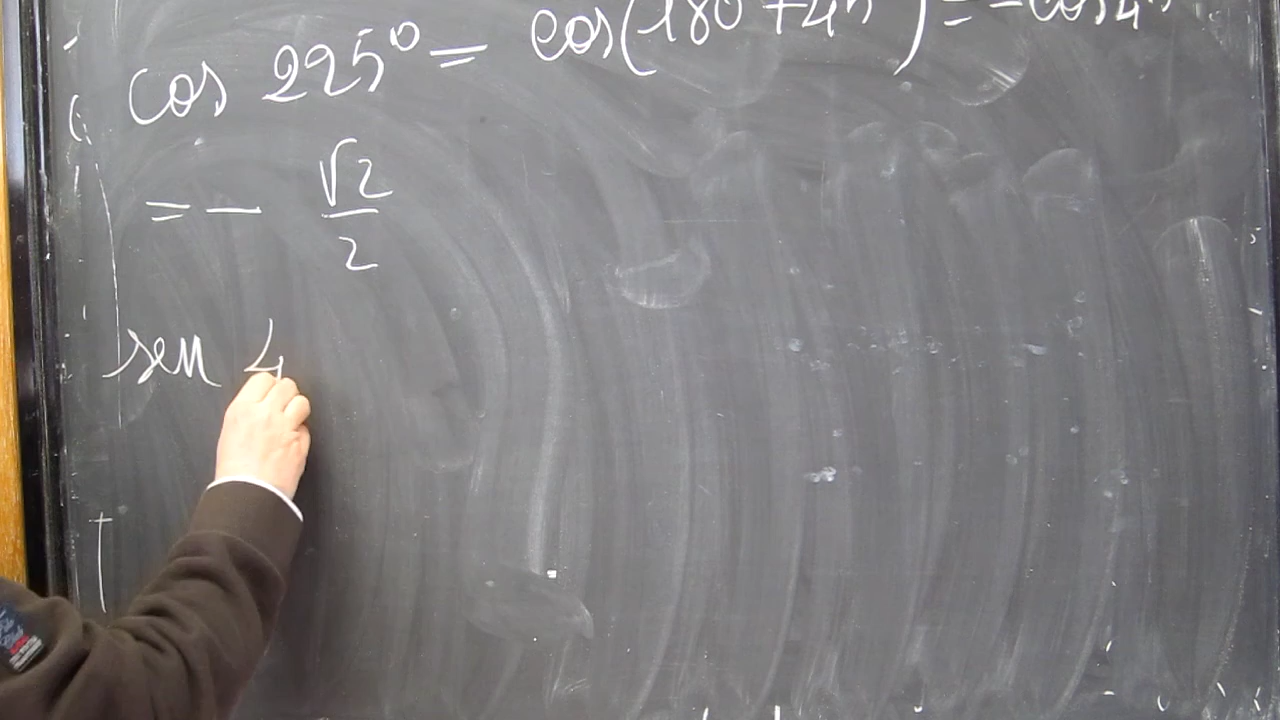 cos 225° = cos(180 + 45) = -cos 45
= - √2/2
sen 4